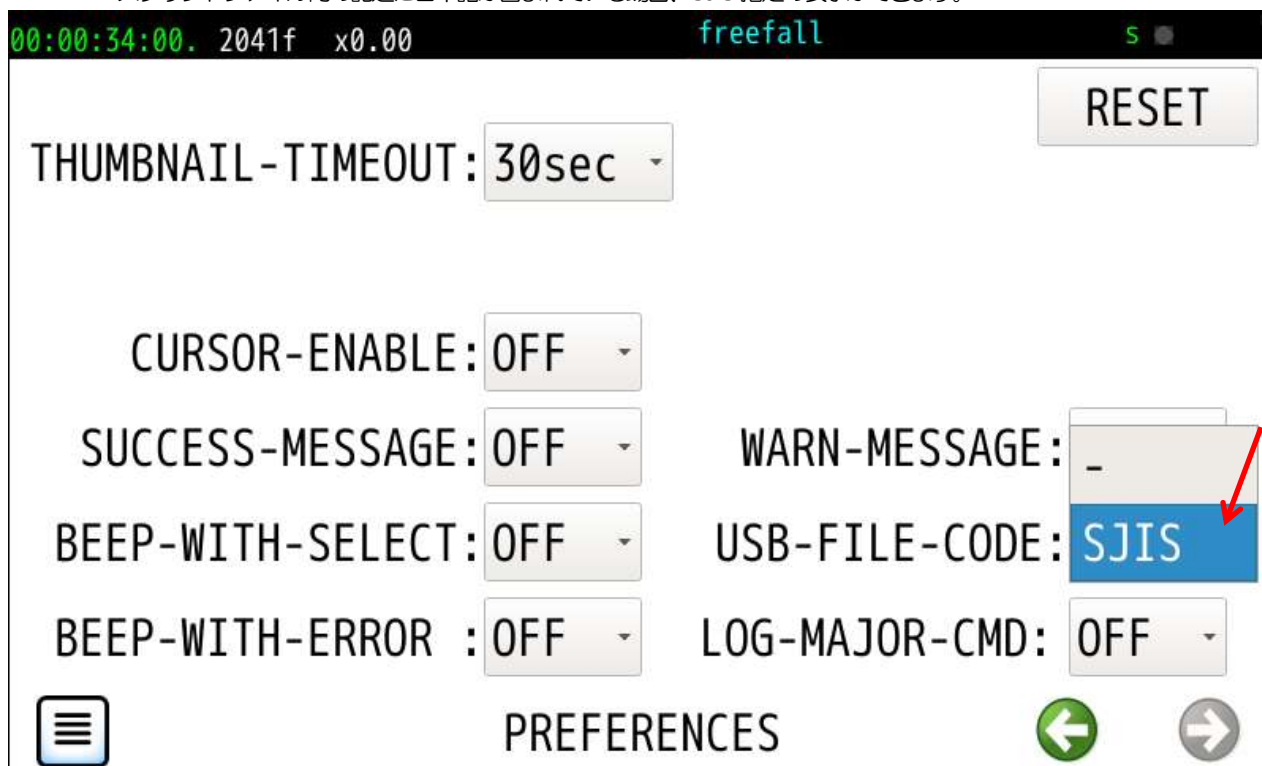 00:00:34:00. 2041f x0.00 freefall S
RESET
THUMBNAIL-TIMEOUT: 30sec
CURSOR-ENABLE: OFF
SUCCESS-MESSAGE: OFF WARN-MESSAGE: -
BEEP-WITH-SELECT: OFF USB-FILE-CODE: SJIS
BEEP-WITH-ERROR : OFF LOG-MAJOR-CMD: OFF
PREFERENCES